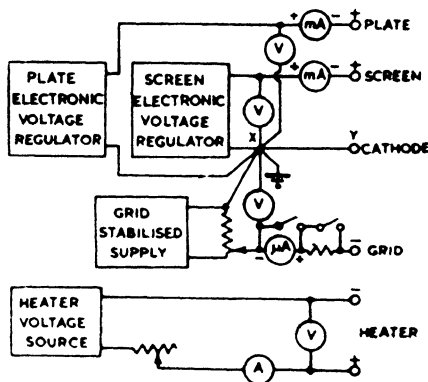 + mA - + PLATE
V
PLATE
ELECTRONIC
VOLTAGE
REGULATOR
SCREEN
ELECTRONIC
VOLTAGE
REGULATOR
+ mA - + SCREEN
V
X
Y
CATHODE
V
GRID
STABILISED
SUPPLY
- μA + - GRID
HEATER
VOLTAGE
SOURCE
-
V
HEATER
A
+